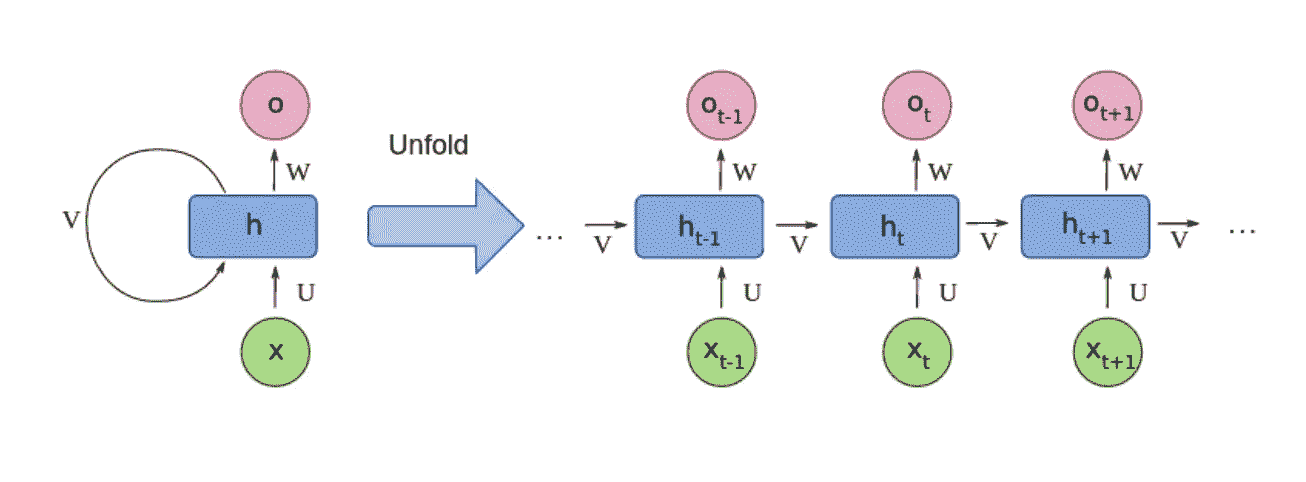 o
W
V
h
U
x
Unfold
...
V
o_{t-1}
W
h_{t-1}
U
x_{t-1}
V
o_t
W
h_t
U
x_t
V
o_{t+1}
W
h_{t+1}
U
x_{t+1}
V
...